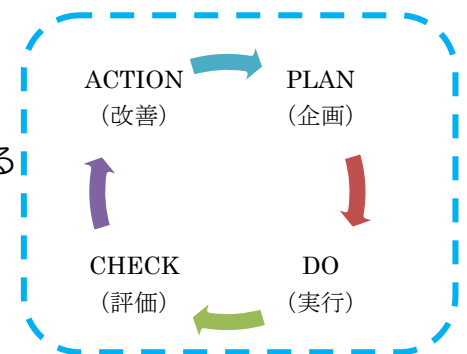 ACTION
（改善）
PLAN
（企画）
る
CHECK
（評価）
DO
（実行）